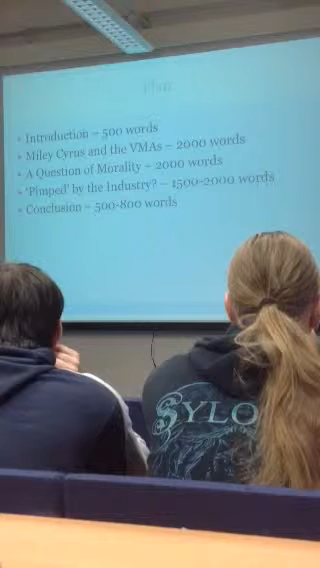 Plan
Introduction – 500 words
Miley Cyrus and the VMAs – 2000 words
A Question of Morality – 2000 words
'Pimped' by the Industry? – 1500-2000 words
Conclusion – 500-800 words
SYLO